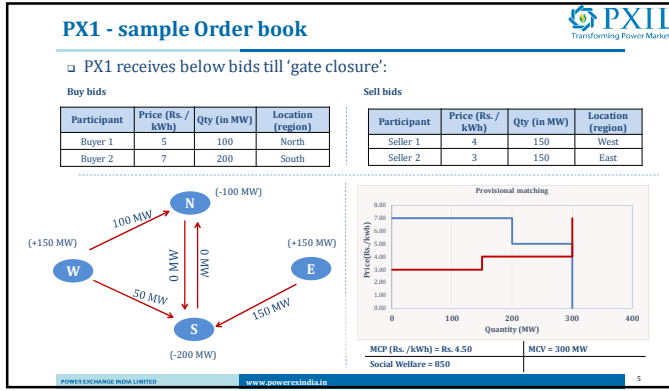 PX1 - sample Order book
PXIL
Transforming Power Market
PX1 receives below bids till ‘gate closure’:
Buy bids
Participant Price (Rs. / kWh) Qty (in MW) Location (region)
Buyer 1 5 100 North
Buyer 2 7 200 South
Sell bids
Participant Price (Rs. / kWh) Qty (in MW) Location (region)
Seller 1 4 150 West
Seller 2 3 150 East
N
(-100 MW)
100 MW
(+150 MW)
W
0 MW
0 MW
(+150 MW)
E
50 MW
150 MW
S
(-200 MW)
Provisional matching
Price(Rs./kwh)
8.00
7.00
6.00
5.00
4.00
3.00
2.00
1.00
0.00
0 100 200 300 400
Quantity (MW)
MCP (Rs. /kWh) = Rs. 4.50 MCV = 300 MW
Social Welfare = 850
POWER EXCHANGE INDIA LIMITED www.powerexindia.in 5